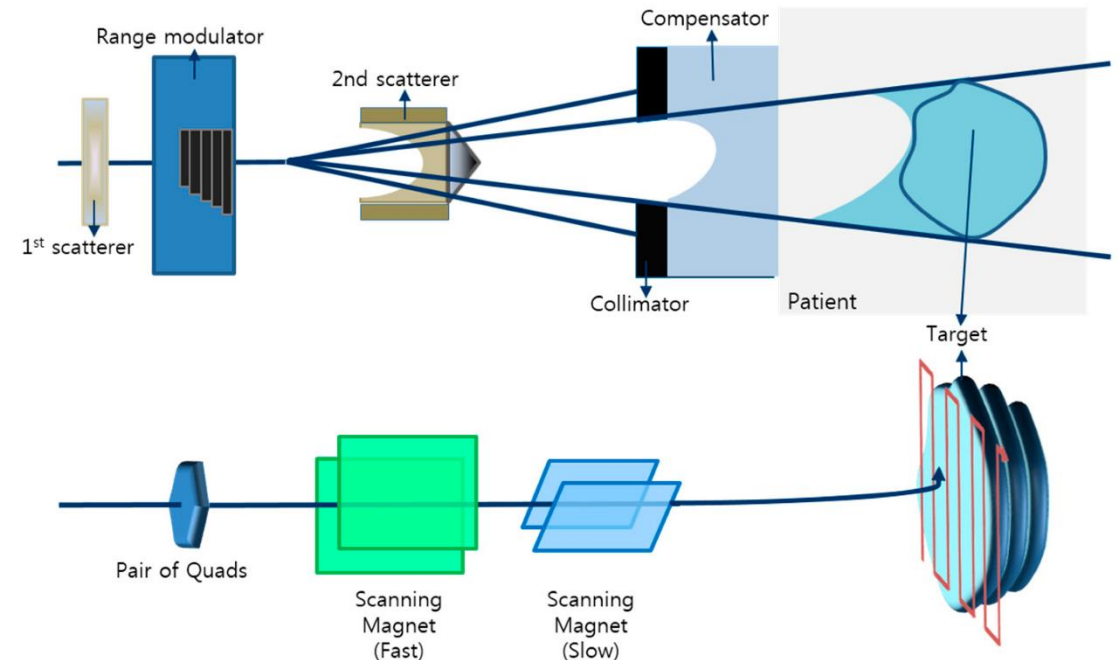 Compensator
Range modulator
2nd scatterer
1st scatterer
Collimator
Patient
Target
Pair of Quads
Scanning
Magnet
(Fast)
Scanning
Magnet
(Slow)